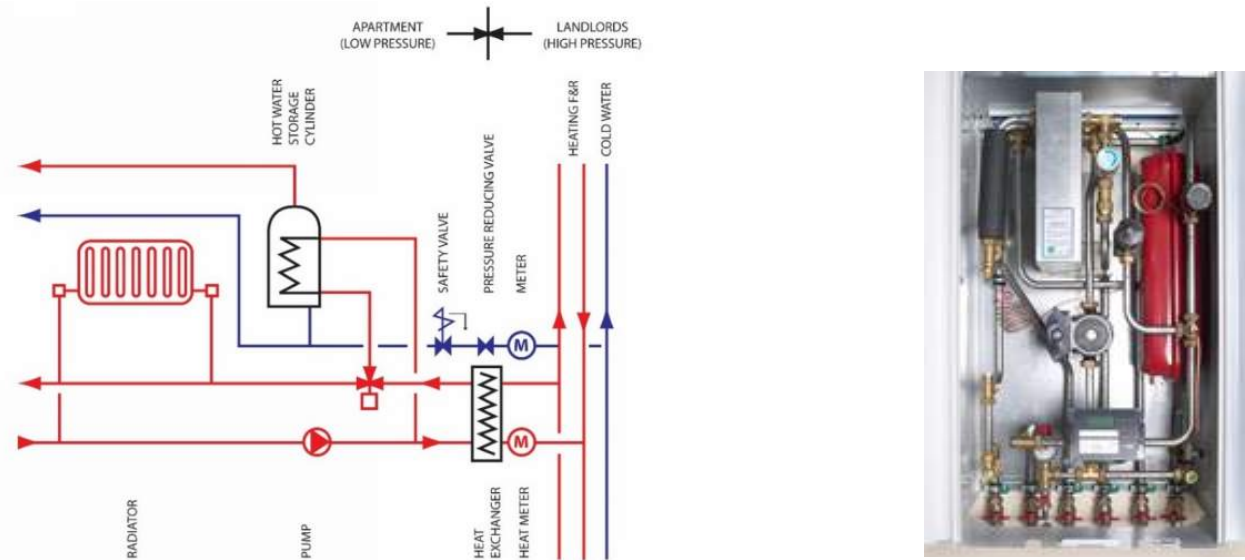 APARTMENT
(LOW PRESSURE)
LANDLORDS
(HIGH PRESSURE)
HOT WATER
STORAGE
CYLINDER
SAFETY VALVE
PRESSURE REDUCING VALVE
METER
HEATING F&R
COLD WATER
M
M
RADIATOR
PUMP
HEAT
EXCHANGER
HEAT METER